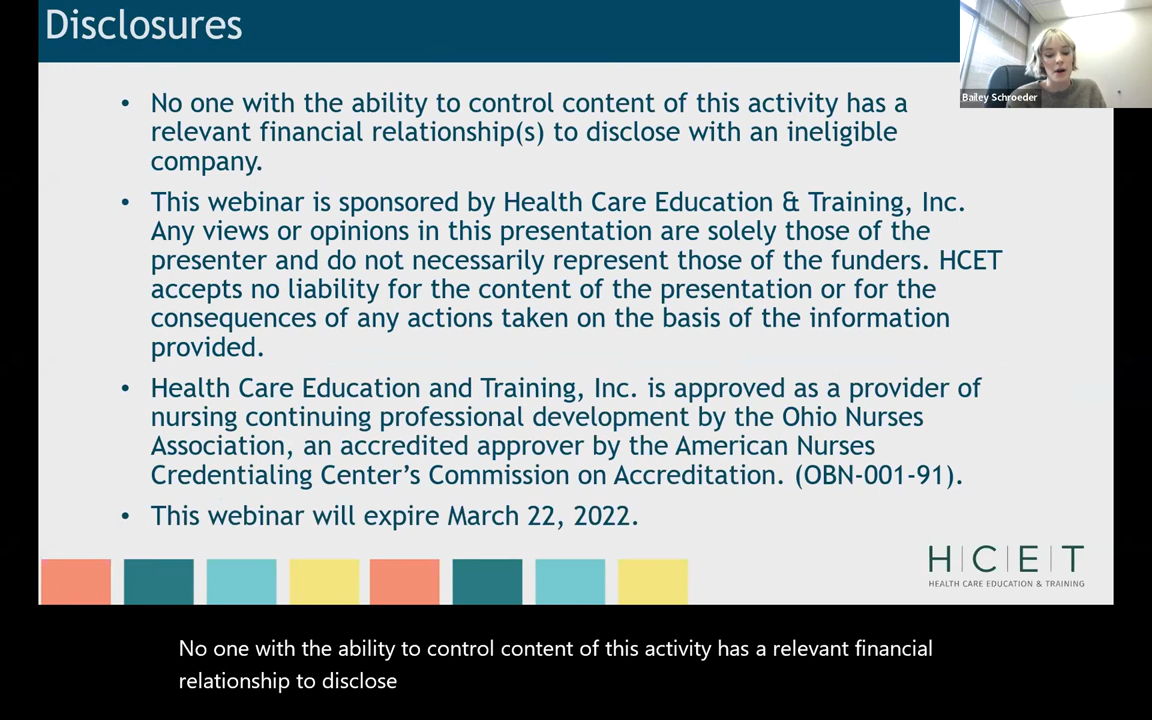 Disclosures
Bailey Schroeder
• No one with the ability to control content of this activity has a
relevant financial relationship(s) to disclose with an ineligible
company.
• This webinar is sponsored by Health Care Education & Training, Inc.
Any views or opinions in this presentation are solely those of the
presenter and do not necessarily represent those of the funders. HCET
accepts no liability for the content of the presentation or for the
consequences of any actions taken on the basis of the information
provided.
• Health Care Education and Training, Inc. is approved as a provider of
nursing continuing professional development by the Ohio Nurses
Association, an accredited approver by the American Nurses
Credentialing Center’s Commission on Accreditation. (OBN-001-91).
• This webinar will expire March 22, 2022.
H|C|E|T
HEALTH CARE EDUCATION & TRAINING
No one with the ability to control content of this activity has a relevant financial
relationship to disclose